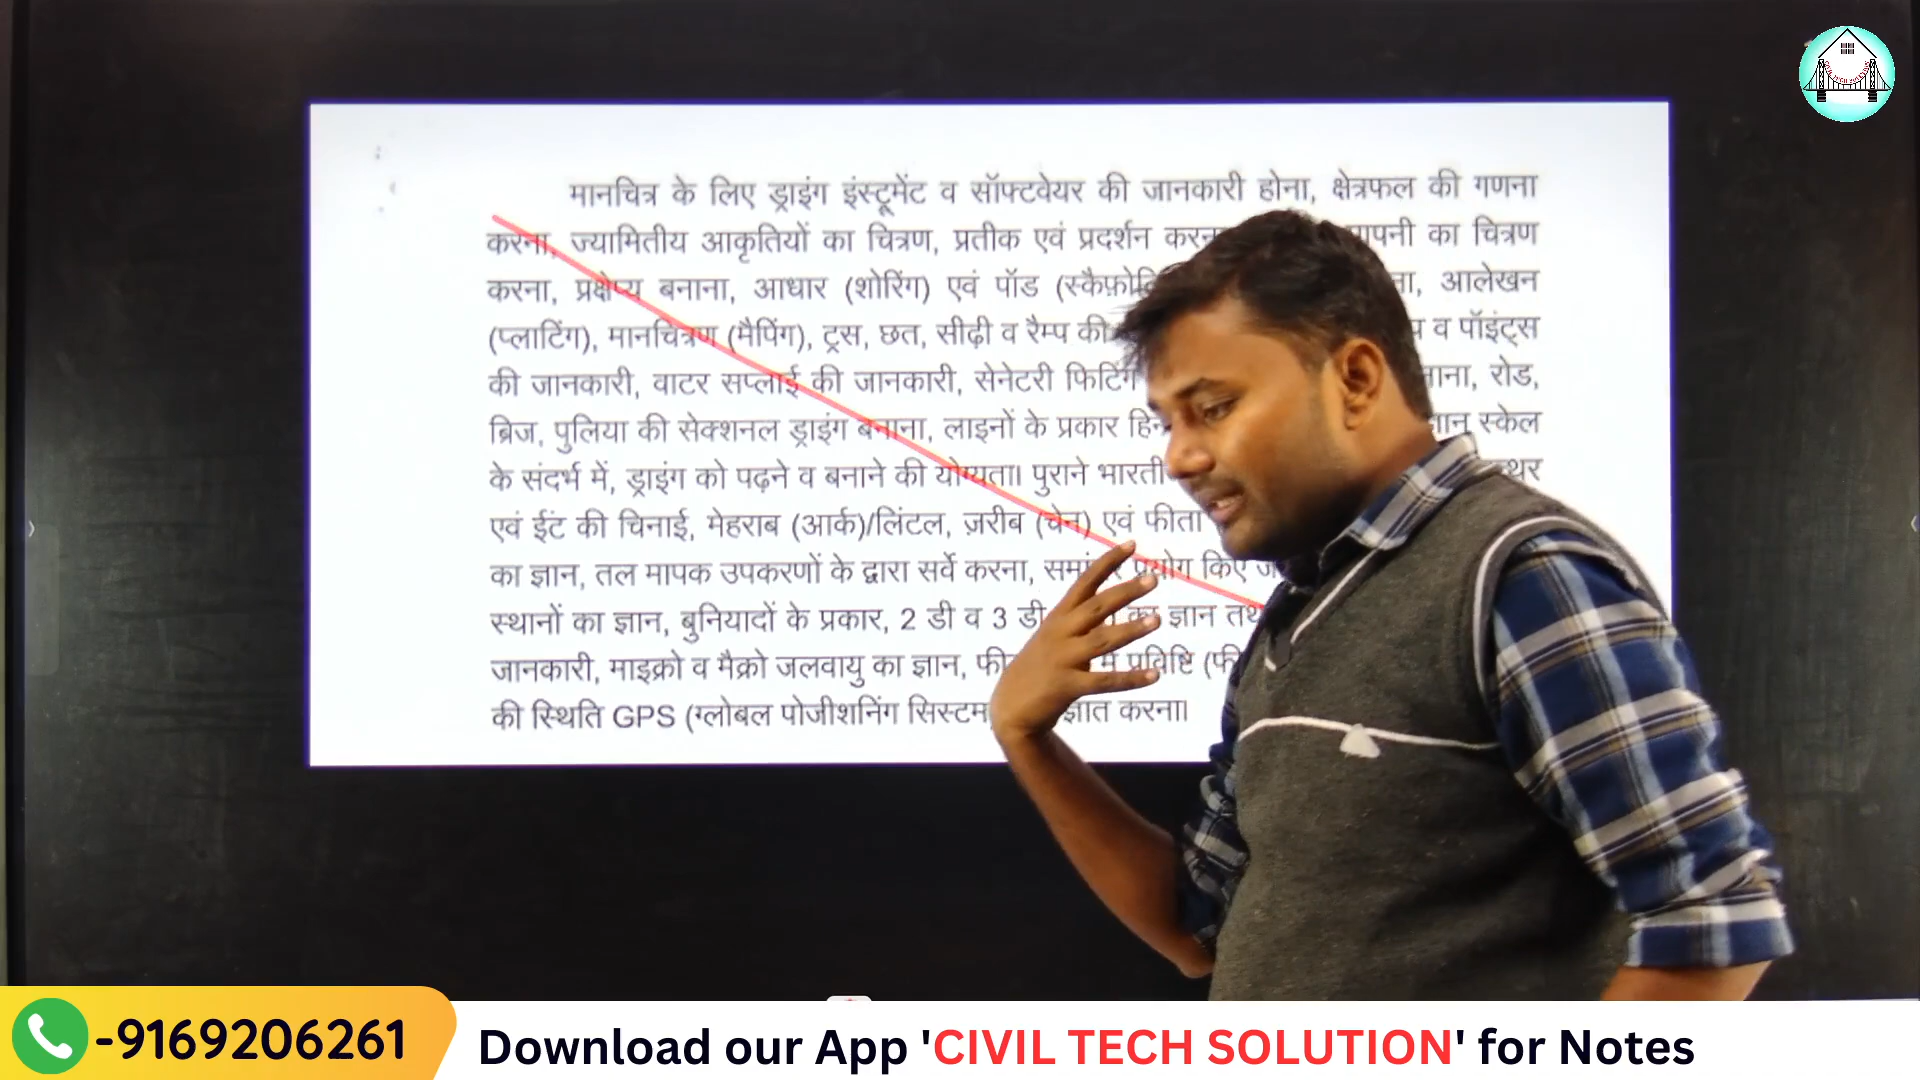 मानचित्र के लिए ड्राइंग इंस्ट्रूमेंट व सॉफ्टवेयर की जानकारी होना, क्षेत्रफल की गणना
करना, ज्यामितीय आकृतियों का चित्रण, प्रतीक एवं प्रदर्शन का चित्रण
करना, प्रक्षेप्य बनाना, आधार (शोरिंग) एवं पॉड आलेखन
(प्लाटिंग), मानचित्रण (मैपिंग), ट्रस, छत, सीढ़ी व रैम्प की व पॉइंट्स
की जानकारी, वाटर सप्लाई की जानकारी, सेनेटरी फिटिंग रोड,
ब्रिज, पुलिया की सेक्शनल ड्राइंग बनाना, लाइनों के प्रकार स्केल
के संदर्भ में, ड्राइंग को पढ़ने व बनाने की योग्यता। पुराने
एवं ईंट की चिनाई, मेहराब (आर्क)/लिंटल, ज़रीब (चेन) एवं फीता
का ज्ञान, तल मापक उपकरणों के द्वारा सर्वे करना, प्रयोग किए
स्थानों का ज्ञान, बुनियादों के प्रकार, 2 डी व 3 डी का ज्ञान
जानकारी, माइक्रो व मैक्रो जलवायु का ज्ञान, में प्रविष्टि
की स्थिति GPS (ग्लोबल पोजीशनिंग सिस्टम ज्ञात करना।
-9169206261
Download our App 'CIVIL TECH SOLUTION' for Notes